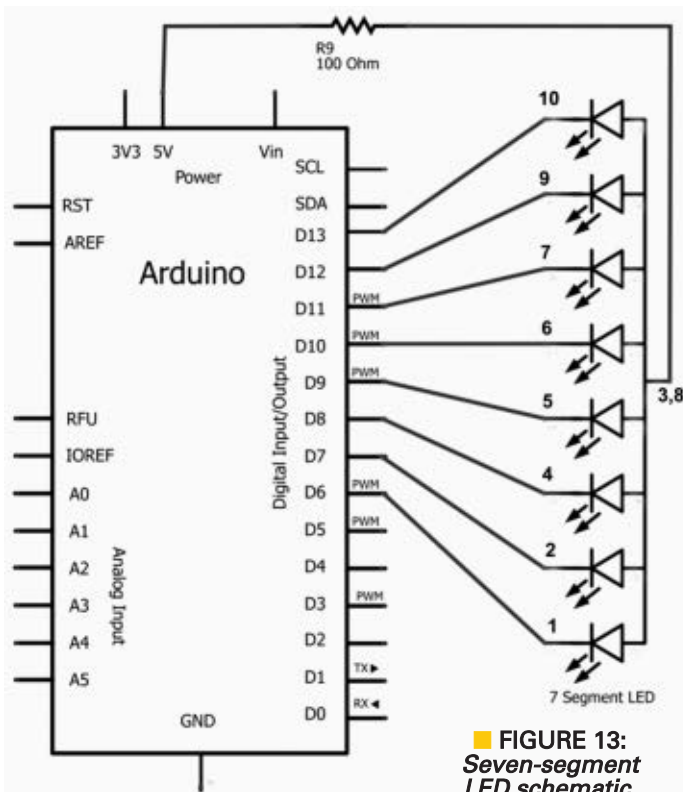 R9
100 Ohm
3V3 5V Vin
Power
SCL
RST
SDA
AREF
D13
Arduino
D12
D11 PWM
D10 PWM
D9 PWM
Digital Input/Output
RFU
D8
IOREF
D7
A0
D6 PWM
A1
D5 PWM
A2
D4
Analog Input
A3
D3 PWM
A4
D2
A5
D1 TX►
D0 RX◄
GND
10
9
7
6
3,8
5
4
2
1
7 Segment LED
■ FIGURE 13:
Seven-segment
LED schematic